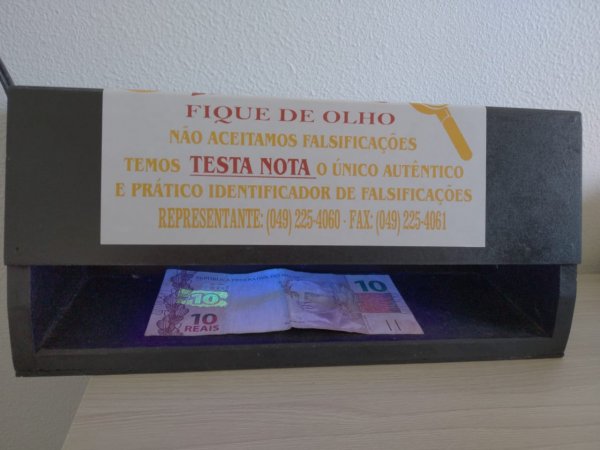 FIQUE DE OLHO
NÃO ACEITAMOS FALSIFICAÇÕES
TEMOS TESTA NOTA O ÚNICO AUTÊNTICO
E PRÁTICO IDENTIFICADOR DE FALSIFICAÇÕES
REPRESENTANTE: (049) 225-4060 - FAX: (049) 225-4061
10
10
10
REAIS